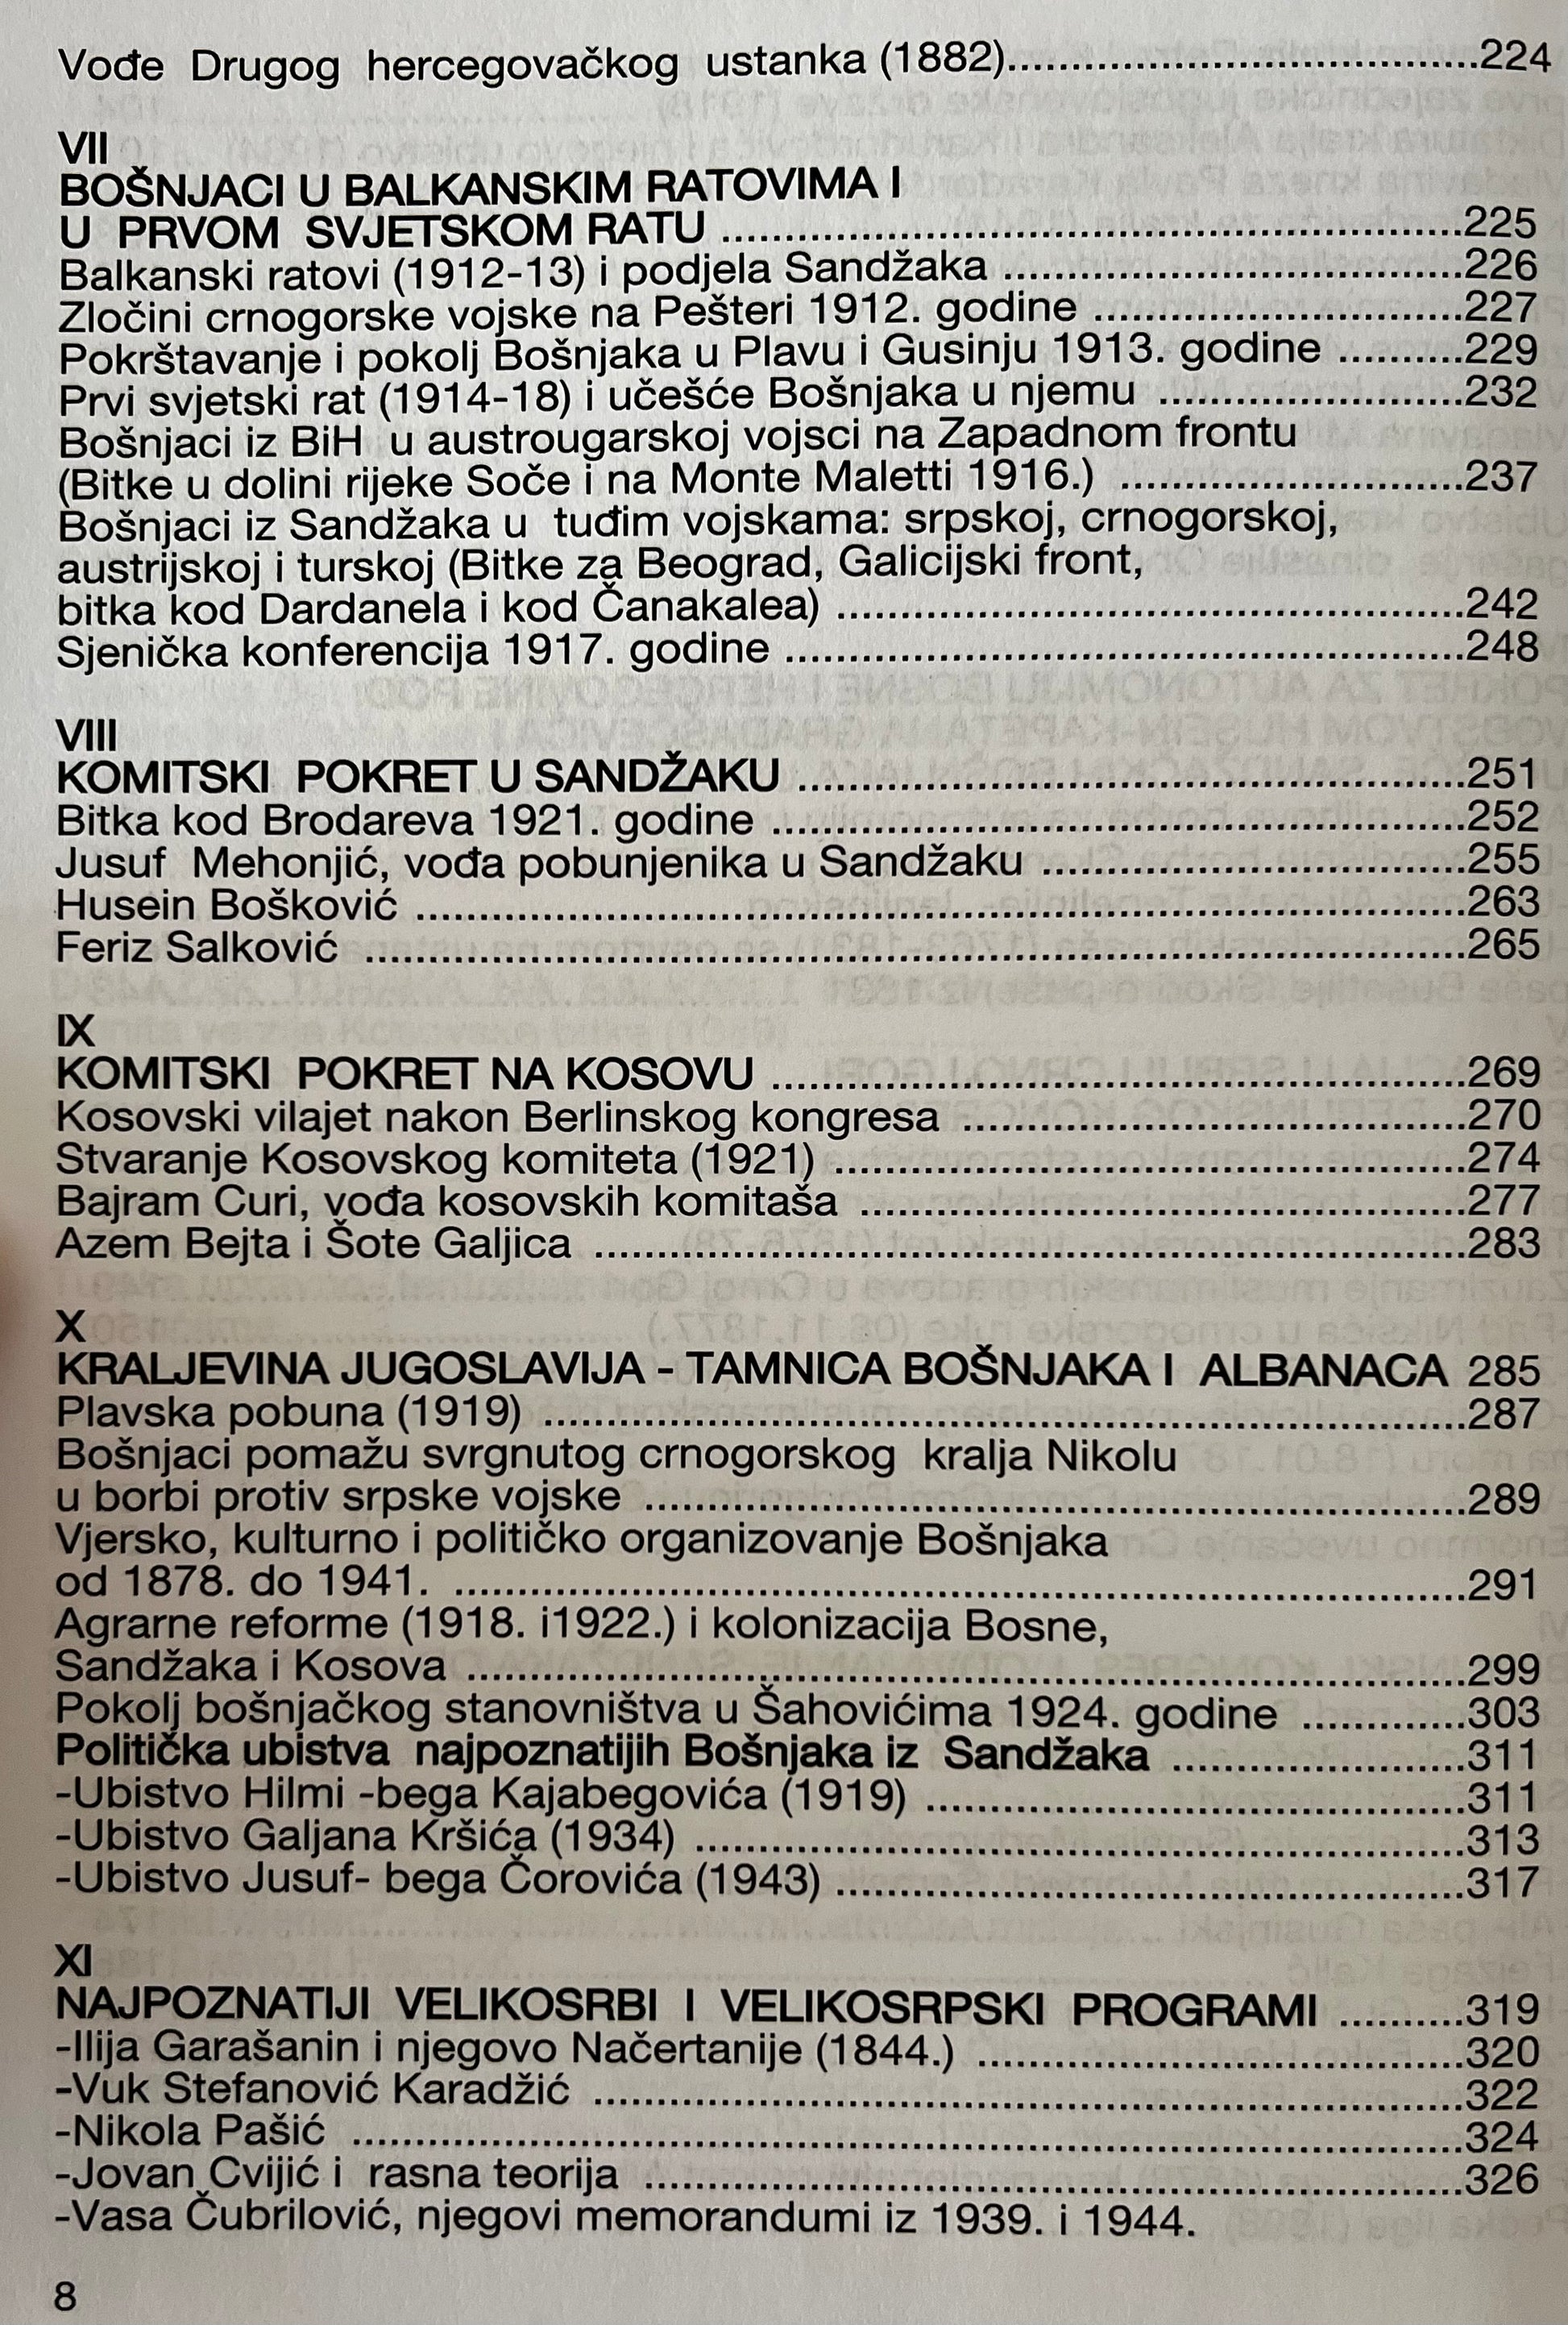 Vođe Drugog hercegovačkog ustanka (1882)....................................224
VII
BOŠNJACI U BALKANSKIM RATOVIMA I
U PRVOM SVJETSKOM RATU ..........................................................225
Balkanski ratovi (1912-13) i podjela Sandžaka ....................................226
Zločini crnogorske vojske na Pešteri 1912. godine .............................227
Pokrštavanje i pokolj Bošnjaka u Plavu i Gusinju 1913. godine ..........229
Prvi svjetski rat (1914-18) i učešće Bošnjaka u njemu ........................232
Bošnjaci iz BiH u austrougarskoj vojsci na Zapadnom frontu
(Bitke u dolini rijeke Soče i na Monte Maletti 1916.) ...........................237
Bošnjaci iz Sandžaka u tuđim vojskama: srpskoj, crnogorskoj,
austrijskoj i turskoj (Bitke za Beograd, Galicijski front,
bitka kod Dardanela i kod Čanakalea) .................................................242
Sjenička konferencija 1917. godine .....................................................248
VIII
KOMITSKI POKRET U SANDŽAKU ....................................................251
Bitka kod Brodareva 1921. godine ......................................................252
Jusuf Mehonjić, vođa pobunjenika u Sandžaku .................................255
Husein Bošković ..................................................................................263
Feriz Salković ......................................................................................265
IX
KOMITSKI POKRET NA KOSOVU ......................................................269
Kosovski vilajet nakon Berlinskog kongresa .......................................270
Stvaranje Kosovskog komiteta (1921) .................................................274
Bajram Curi, vođa kosovskih komitaša ...............................................277
Azem Bejta i Šote Galjica ....................................................................283
X
KRALJEVINA JUGOSLAVIJA - TAMNICA BOŠNJAKA I ALBANACA 285
Plavska pobuna (1919) ........................................................................287
Bošnjaci pomažu svrgnutog crnogorskog kralja Nikolu
u borbi protiv srpske vojske ................................................................289
Vjersko, kulturno i političko organizovanje Bošnjaka
od 1878. do 1941. ...............................................................................291
Agrarne reforme (1918. i1922.) i kolonizacija Bosne,
Sandžaka i Kosova ..............................................................................299
Pokolj bošnjačkog stanovništva u Šahovićima 1924. godine .............303
Politička ubistva najpoznatijih Bošnjaka iz Sandžaka .......................311
-Ubistvo Hilmi -bega Kajabegovića (1919) ..........................................311
-Ubistvo Galjana Kršića (1934) ............................................................313
-Ubistvo Jusuf- bega Čorovića (1943) .................................................317
XI
NAJPOZNATIJI VELIKOSRBI I VELIKOSRPSKI PROGRAMI ..........319
-Ilija Garašanin i njegovo Načertanije (1844.) ......................................320
-Vuk Stefanović Karadžić ....................................................................322
-Nikola Pašić .......................................................................................324
-Jovan Cvijić i rasna teorija ................................................................326
-Vasa Čubrilović, njegovi memorandumi iz 1939. i 1944.
8